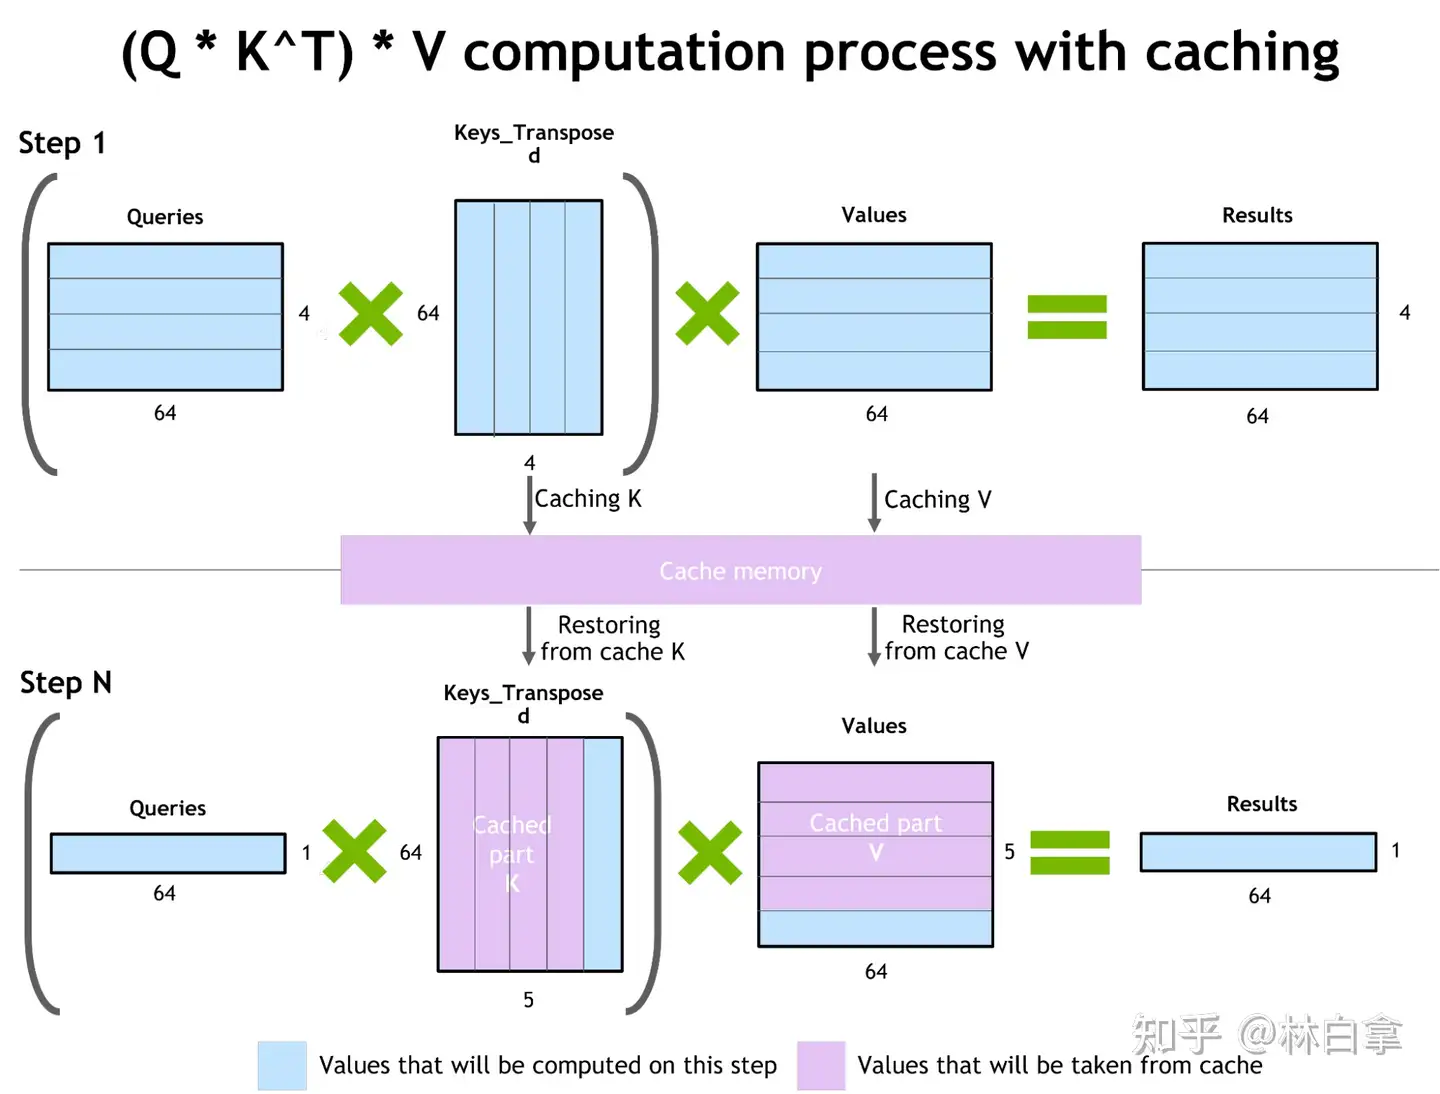 (Q * K^T) * V computation process with caching
Step 1
Keys_Transpose
d
Queries
Values
Results
4
64
4
64
4
64
64
Caching K
Caching V
Cache memory
Restoring
from cache K
Restoring
from cache V
Step N
Keys_Transpose
d
Queries
Values
Results
Cached
part
K
Cached part
V
1
64
5
1
64
64
64
5
Values that will be computed on this step
Values that will be taken from cache
知乎 @林白拿